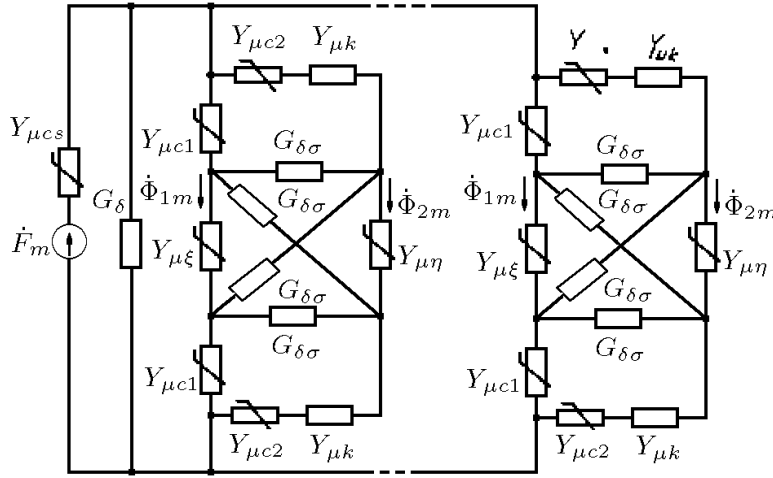 Y_{μc2} Y_{μk} Y . Y_{μk}
Y_{μcs} Y_{μc1} G_{δσ} Y_{μc1} G_{δσ}
G_δ Φ̇_{1m} G_{δσ} Φ̇_{2m} Φ̇_{1m} G_{δσ} Φ̇_{2m}
Ḟ_m Y_{μξ} Y_{μη} Y_{μξ} Y_{μη}
G_{δσ} G_{δσ}
Y_{μc1} G_{δσ} Y_{μc1} G_{δσ}
Y_{μc2} Y_{μk} Y_{μc2} Y_{μk}